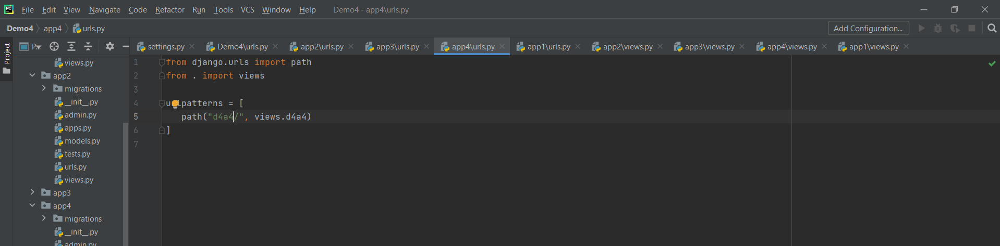 PC File Edit View Navigate Code Refactor Run Tools VCS Window Help Demo4 - app4\urls.py
Demo4 app4 urls.py Add Configuration...
Project
P
settings.py Demo4\urls.py app2\urls.py app3\urls.py app4\urls.py app1\urls.py app2\views.py app3\views.py app4\views.py app1\views.py
views.py
app2
migrations
__init__.py
admin.py
apps.py
models.py
tests.py
urls.py
views.py
app3
app4
migrations
__init__.py
admin.py
1 from django.urls import path
2 from . import views
3
4 urlpatterns = [
5 path("d4a4/", views.d4a4)
6 ]
7